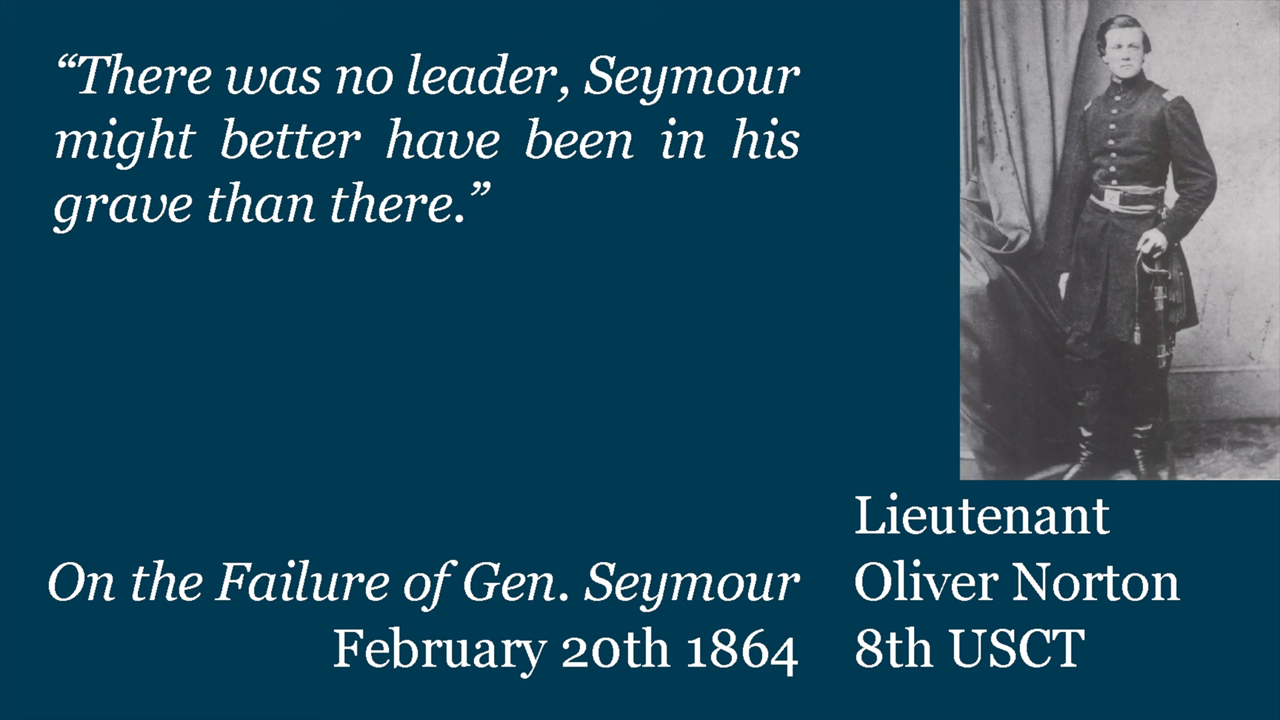 “There was no leader, Seymour
might better have been in his
grave than there.”
On the Failure of Gen. Seymour
February 20th 1864
Lieutenant
Oliver Norton
8th USCT